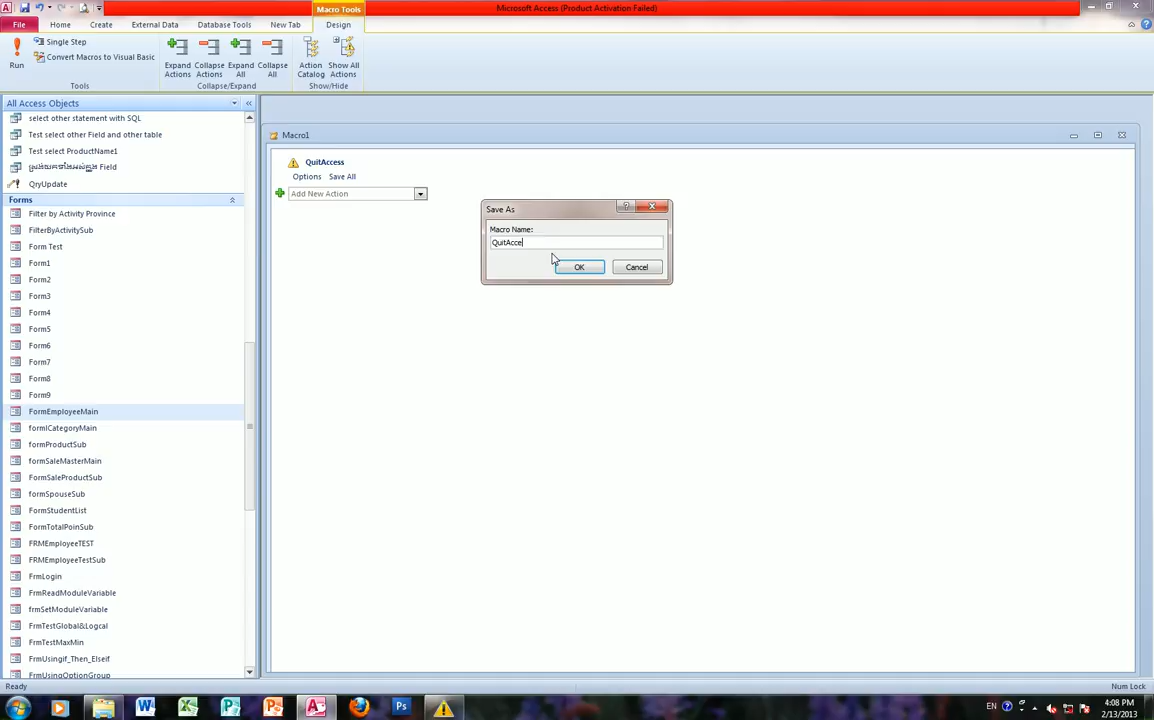 Microsoft Access (Product Activation Failed)
Macro Tools
File
Home
Create
External Data
Database Tools
New Tab
Design
Run
Single Step
Convert Macros to Visual Basic
Expand Actions
Collapse Actions
Expand All
Collapse All
Action Catalog
Show All Actions
Tools
Collapse/Expand
Show/Hide
All Access Objects
select other statement with SQL
Test select other Field and other table
Test select ProductName1
Field
QryUpdate
Forms
Filter by Activity Province
FilterByActivitySub
Form Test
Form1
Form2
Form3
Form4
Form5
Form6
Form7
Form8
Form9
FormEmployeeMain
formICategoryMain
formProductSub
formSaleMasterMain
FormSaleProductSub
formSpouseSub
FormStudentList
FormTotalPoinSub
FRMEmployeeTEST
FRMEmployeeTestSub
FrmLogin
FrmReadModuleVariable
frmSetModuleVariable
FrmTestGlobal&Logcal
FrmTestMaxMin
FrmUsingif_Then_Elseif
FrmUsingOptionGroup
Macro1
QuitAccess
Options Save All
Add New Action
Save As
Macro Name:
QuitAcce
OK
Cancel
Ready
Num Lock
EN
4:08 PM
2/13/2013